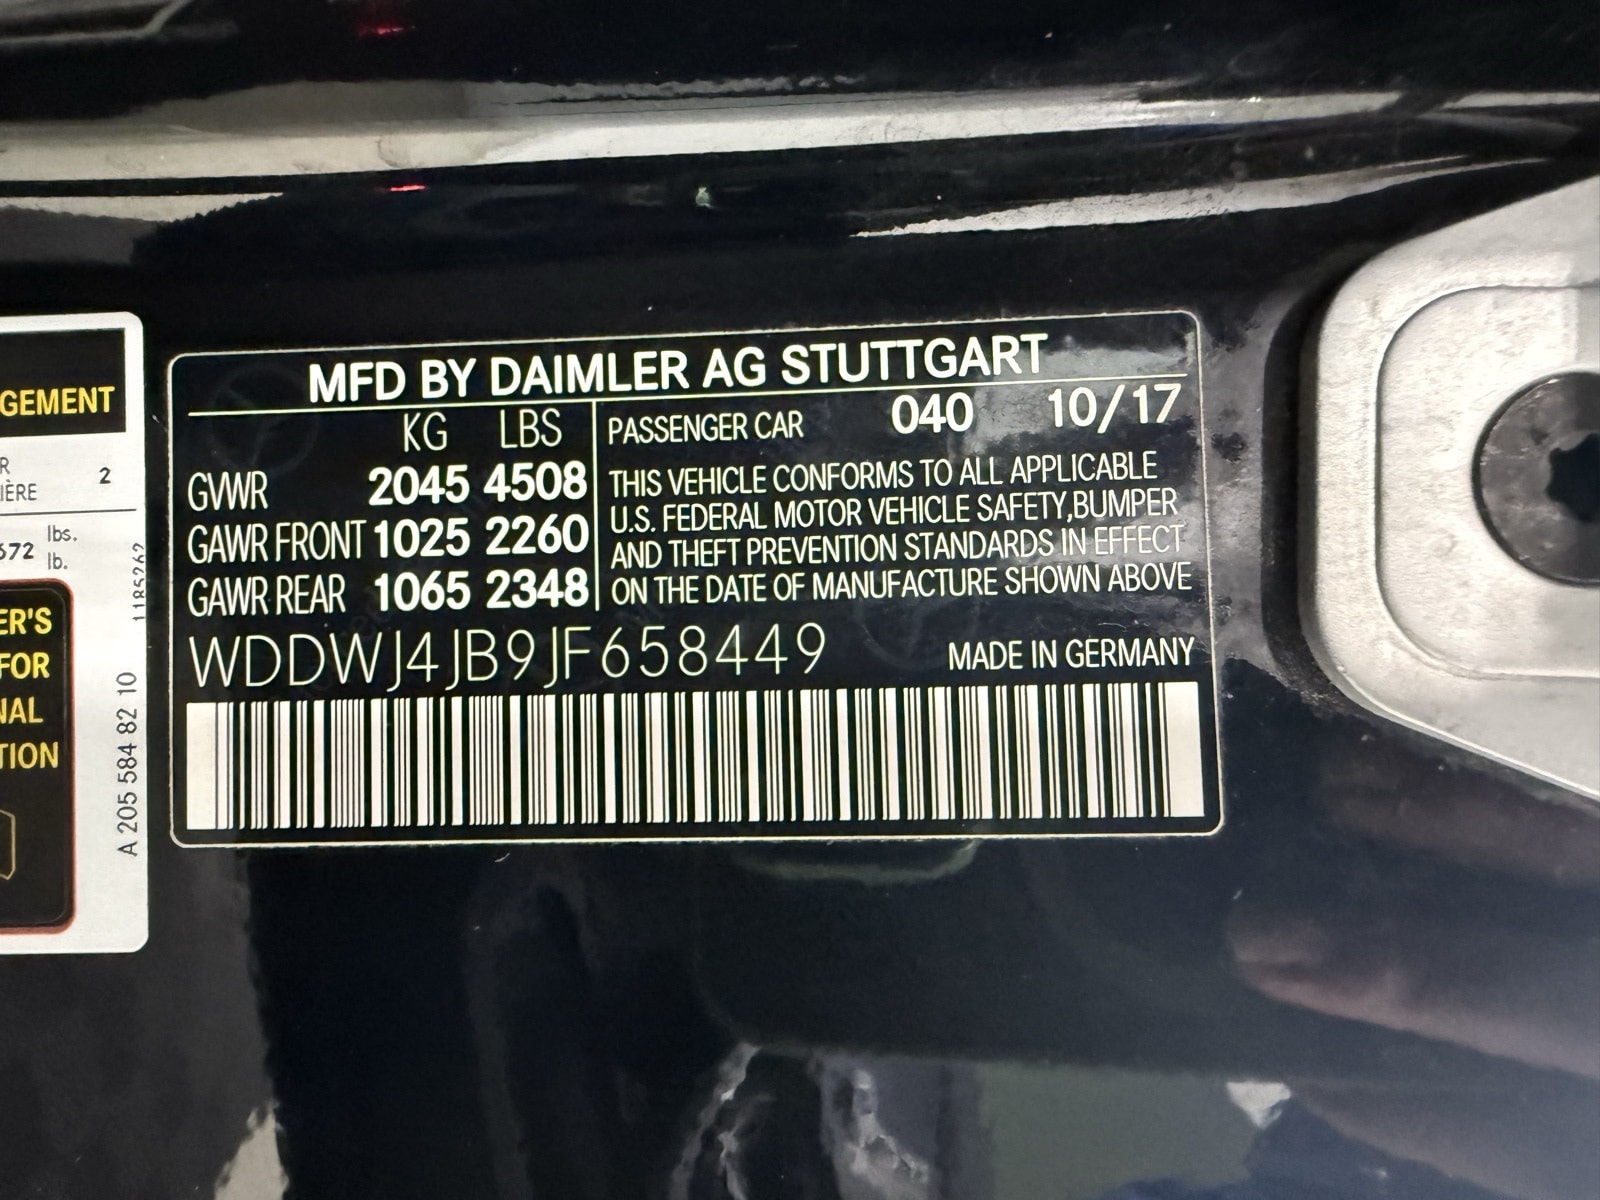 GEMENT
R 2
IÈRE
672 lbs.
lb.
ER'S
FOR
NAL
TION
A 205 584 82 10
MFD BY DAIMLER AG STUTTGART
KG LBS
GVWR 2045 4508
GAWR FRONT 1025 2260
GAWR REAR 1065 2348
PASSENGER CAR 040 10/17
THIS VEHICLE CONFORMS TO ALL APPLICABLE
U.S. FEDERAL MOTOR VEHICLE SAFETY,BUMPER
AND THEFT PREVENTION STANDARDS IN EFFECT
ON THE DATE OF MANUFACTURE SHOWN ABOVE
WDDWJ4JB9JF658449
MADE IN GERMANY